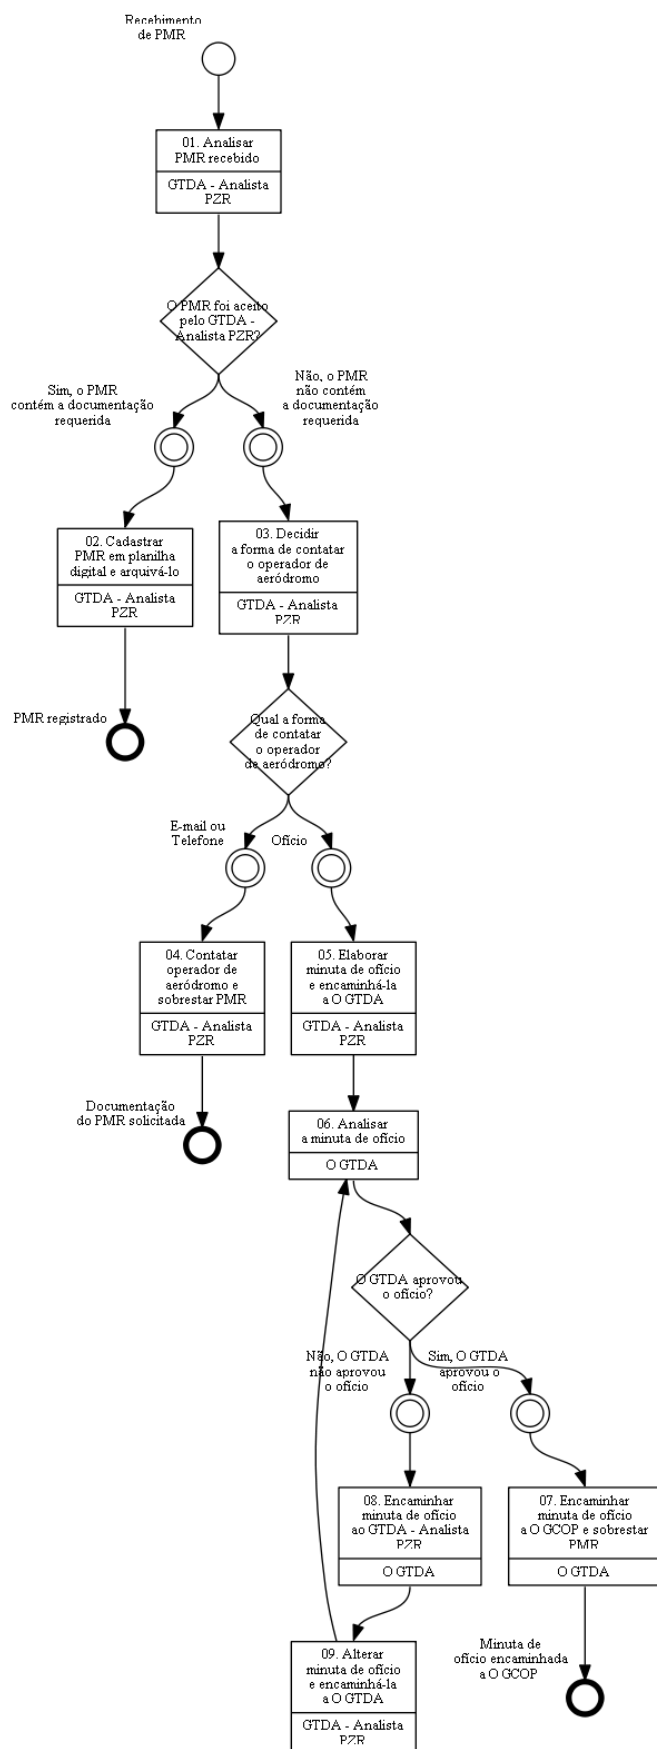 Recebimento
de PMR
01. Analisar
PMR recebido
GTDA - Analista
PZR
O PMR foi aceito
pelo GTDA -
Analista PZR?
Sim, o PMR
contém a documentação
requerida
Não, o PMR
não contém
a documentação
requerida
02. Cadastrar
PMR em planilha
digital e arquivá-lo
GTDA - Analista
PZR
03. Decidir
a forma de contatar
o operador de
aeródromo
GTDA - Analista
PZR
PMR registrado
Qual a forma
de contatar
o operador
de aeródromo?
E-mail ou
Telefone
Ofício
04. Contatar
operador de
aeródromo e
sobrestar PMR
GTDA - Analista
PZR
05. Elaborar
minuta de ofício
e encaminhá-la
a O GTDA
GTDA - Analista
PZR
Documentação
do PMR solicitada
06. Analisar
a minuta de ofício
O GTDA
O GTDA aprovou
o ofício?
Não, O GTDA
não aprovou
o ofício
Sim, O GTDA
aprovou o
ofício
08. Encaminhar
minuta de ofício
ao GTDA - Analista
PZR
O GTDA
07. Encaminhar
minuta de ofício
a O GCOP e sobrestar
PMR
O GTDA
09. Alterar
minuta de ofício
e encaminhá-la
a O GTDA
GTDA - Analista
PZR
Minuta de
ofício encaminhada
a O GCOP